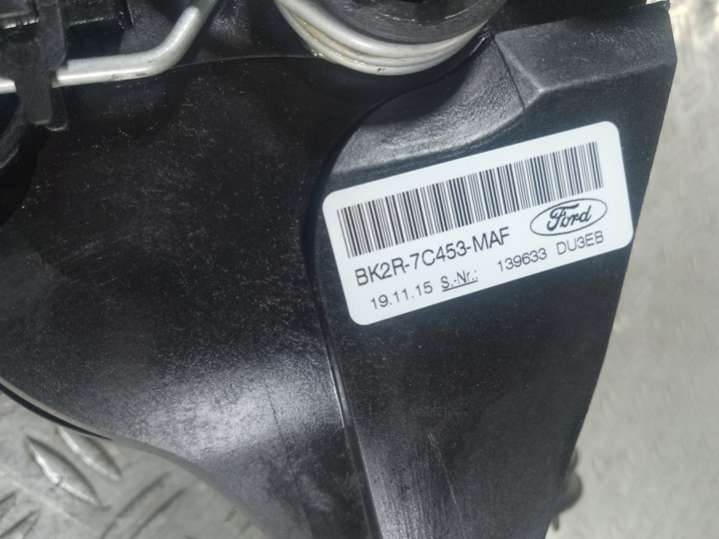 Ford
BK2R-7C453-MAF
19.11.15 S.-Nr.: 139633 DU3EB